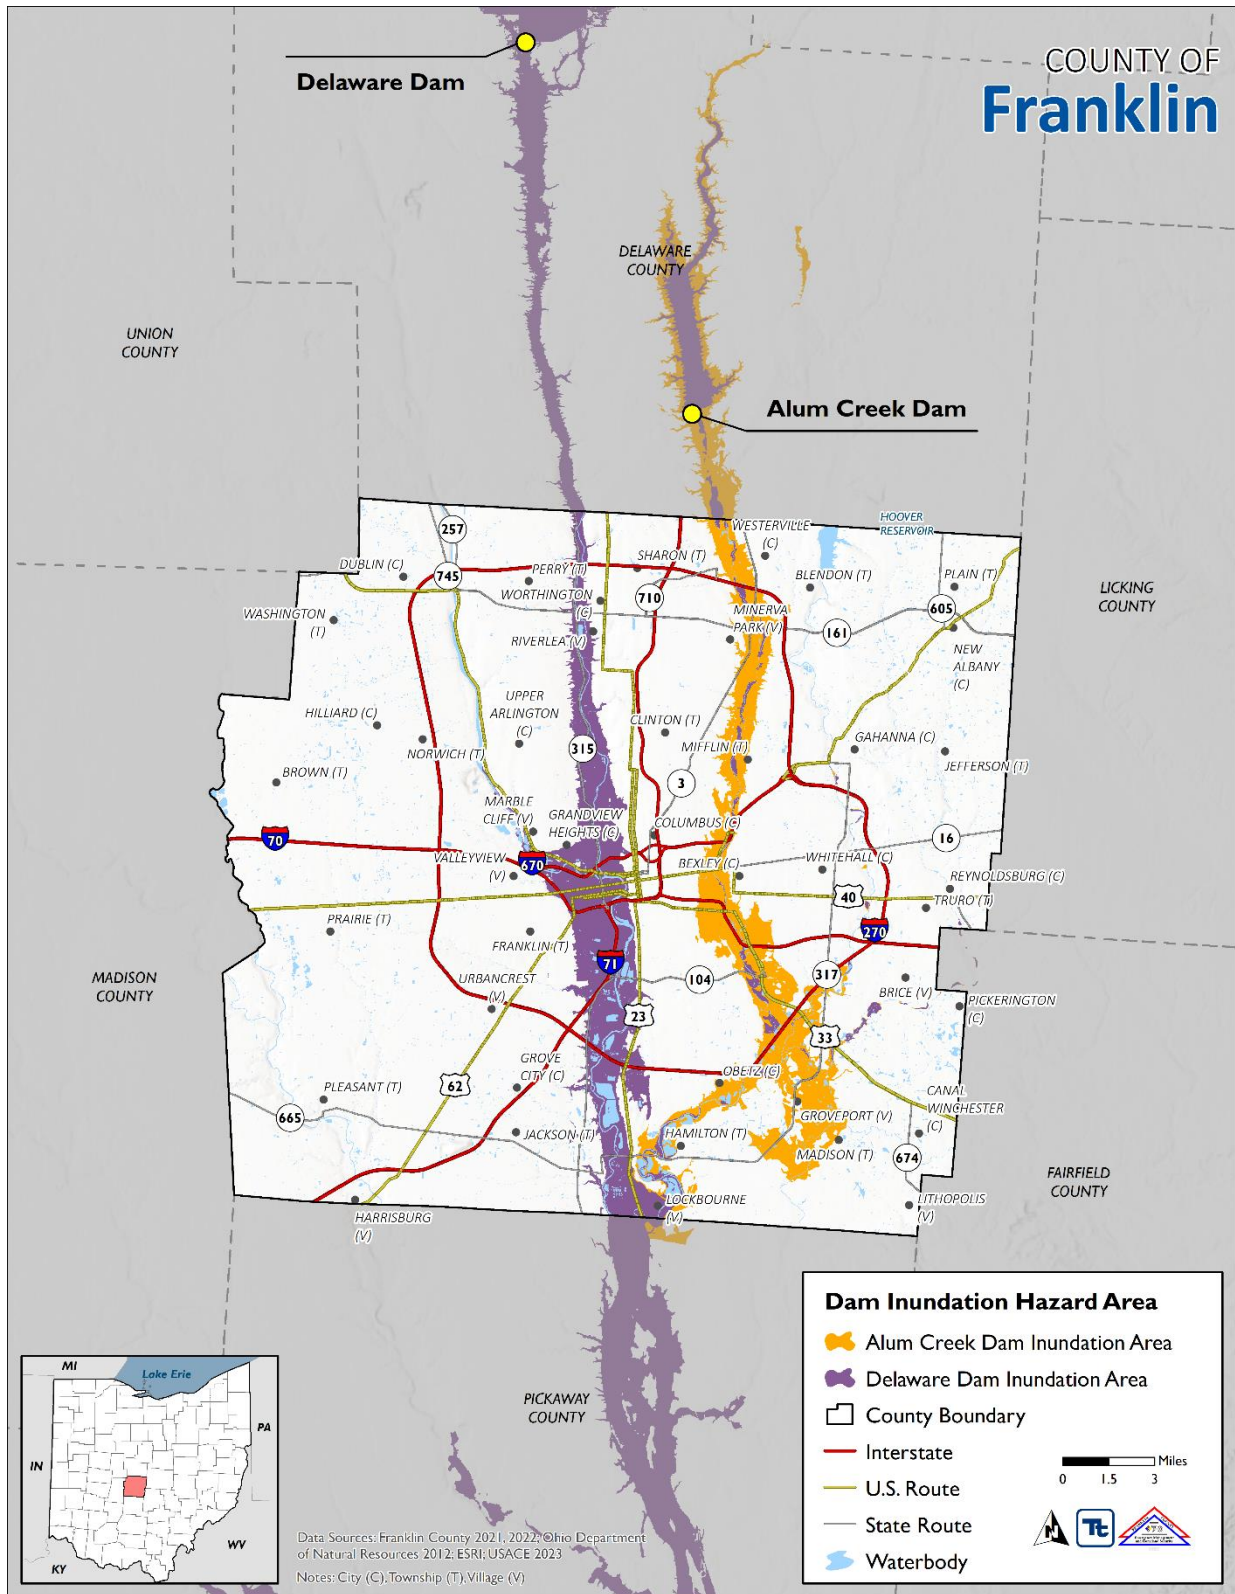 Delaware Dam
COUNTY OF
Franklin
DELAWARE
COUNTY
UNION
COUNTY
Alum Creek Dam
HOOVER
RESERVOIR
257
WESTERVILLE
(C)
DUBLIN (C)
745
PERRY (T)
SHARON (T)
BLENDON (T)
PLAIN (T)
LICKING
COUNTY
WORTHINGTON
(C)
710
605
WASHINGTON
(T)
MINERVA
PARK (V)
161
RIVERLEA (V)
NEW
ALBANY
(C)
UPPER
ARLINGTON
(C)
HILLIARD (C)
CLINTON (T)
NORWICH (T)
315
MIFFLIN (T)
GAHANNA (C)
JEFFERSON (T)
BROWN (T)
3
MARBLE
CLIFF (V)
GRANDVIEW
HEIGHTS (C)
COLUMBUS (C)
70
16
VALLEYVIEW
(V)
670
BEXLEY (C)
WHITEHALL (C)
REYNOLDSBURG (C)
40
TRURO (T)
PRAIRIE (T)
FRANKLIN (T)
270
71
MADISON
COUNTY
URBANCREST
(V)
104
317
BRICE (V)
PICKERINGTON
(C)
23
33
GROVE
CITY (C)
OBETZ (C)
PLEASANT (T)
62
CANAL
WINCHESTER
(C)
GROVEPORT (V)
665
JACKSON (T)
HAMILTON (T)
MADISON (T)
674
FAIRFIELD
COUNTY
LOCKBOURNE
(V)
LITHOPOLIS
(V)
HARRISBURG
(V)
PICKAWAY
COUNTY
Dam Inundation Hazard Area
Alum Creek Dam Inundation Area
Delaware Dam Inundation Area
County Boundary
Interstate
U.S. Route
State Route
Waterbody
Miles
0 1.5 3
N
Tt
MI
Lake Erie
PA
IN
WV
KY
Data Sources: Franklin County 2021, 2022; Ohio Department
of Natural Resources 2012; ESRI; USACE 2023
Notes: City (C), Township (T), Village (V)